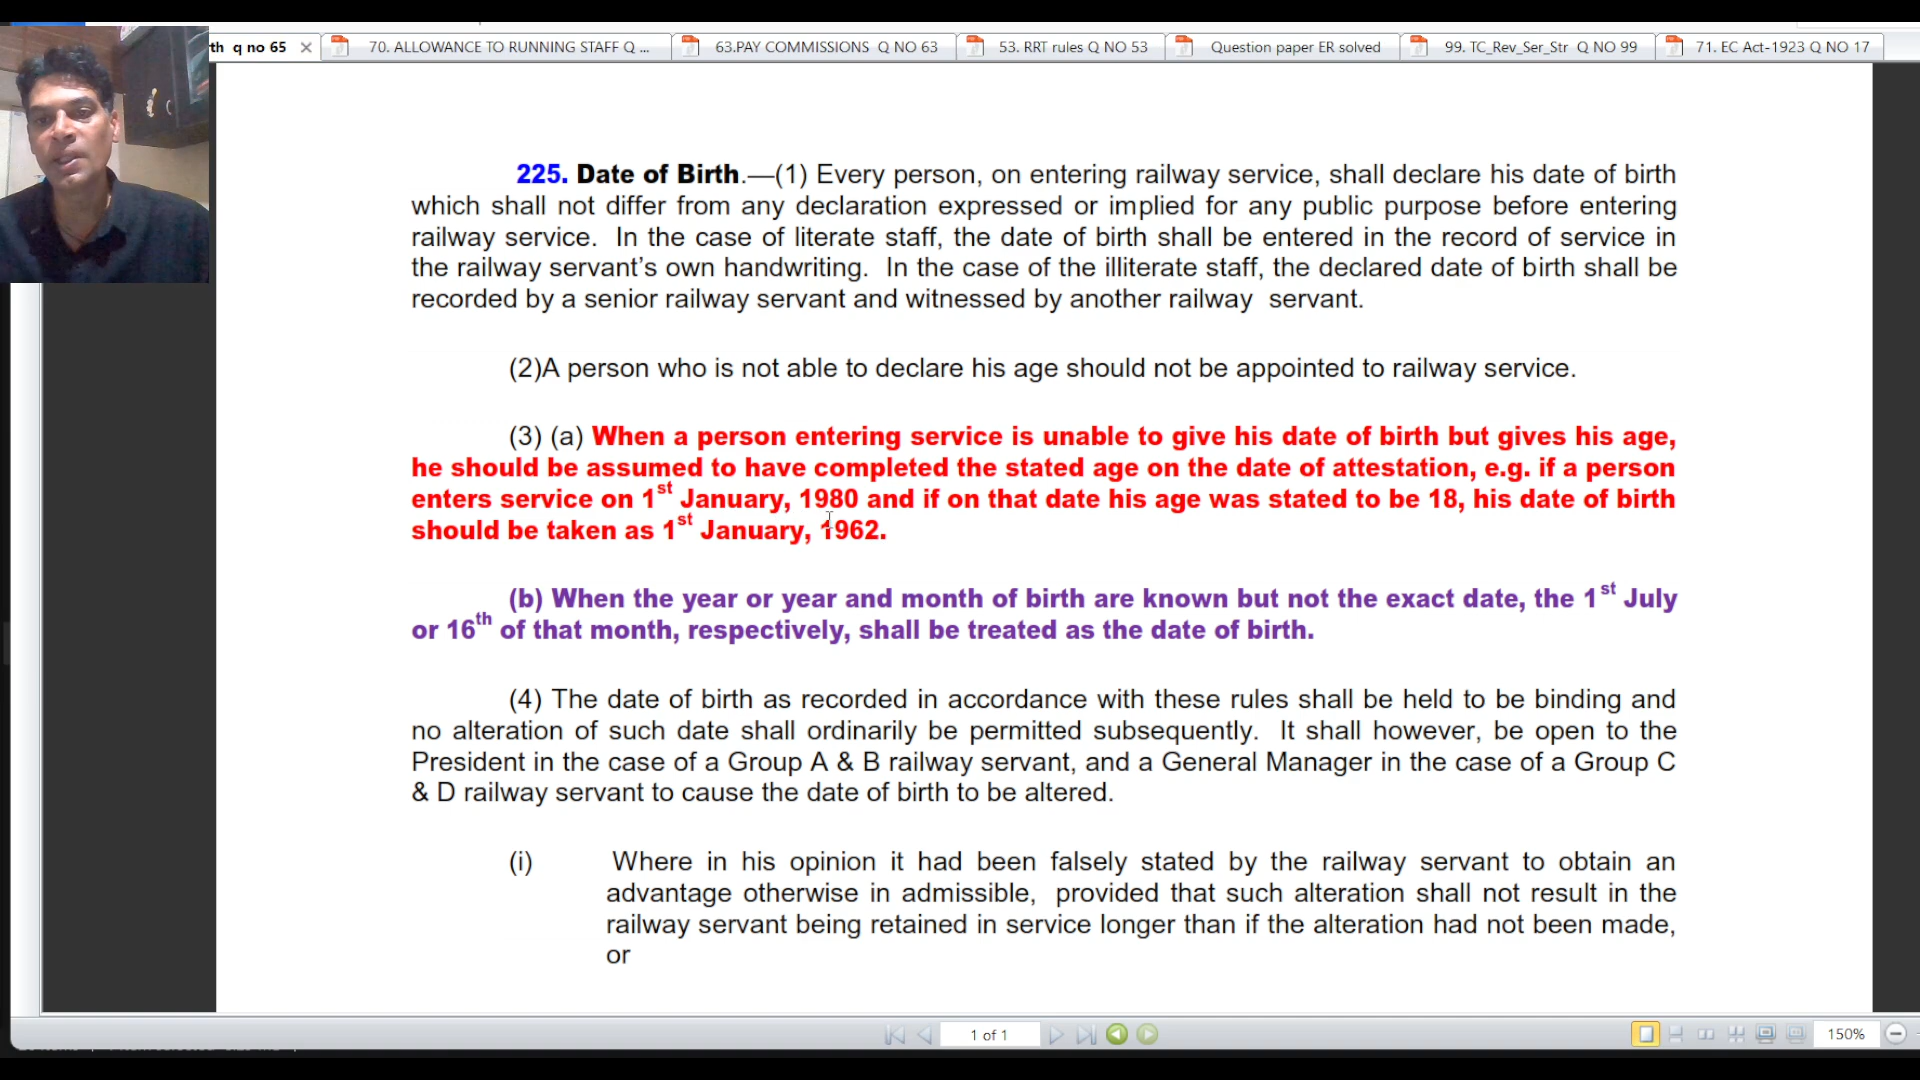 th q no 65
70. ALLOWANCE TO RUNNING STAFF Q ...
63.PAY COMMISSIONS Q NO 63
53. RRT rules Q NO 53
Question paper ER solved
99. TC_Rev_Ser_Str Q NO 99
71. EC Act-1923 Q NO 17
225. Date of Birth.—(1) Every person, on entering railway service, shall declare his date of birth
which shall not differ from any declaration expressed or implied for any public purpose before entering
railway service. In the case of literate staff, the date of birth shall be entered in the record of service in
the railway servant’s own handwriting. In the case of the illiterate staff, the declared date of birth shall be
recorded by a senior railway servant and witnessed by another railway servant.
(2)A person who is not able to declare his age should not be appointed to railway service.
(3) (a) When a person entering service is unable to give his date of birth but gives his age,
he should be assumed to have completed the stated age on the date of attestation, e.g. if a person
enters service on 1st January, 1980 and if on that date his age was stated to be 18, his date of birth
should be taken as 1st January, 1962.
(b) When the year or year and month of birth are known but not the exact date, the 1st July
or 16th of that month, respectively, shall be treated as the date of birth.
(4) The date of birth as recorded in accordance with these rules shall be held to be binding and
no alteration of such date shall ordinarily be permitted subsequently. It shall however, be open to the
President in the case of a Group A & B railway servant, and a General Manager in the case of a Group C
& D railway servant to cause the date of birth to be altered.
(i) Where in his opinion it had been falsely stated by the railway servant to obtain an
advantage otherwise in admissible, provided that such alteration shall not result in the
railway servant being retained in service longer than if the alteration had not been made,
or
1 of 1
150%